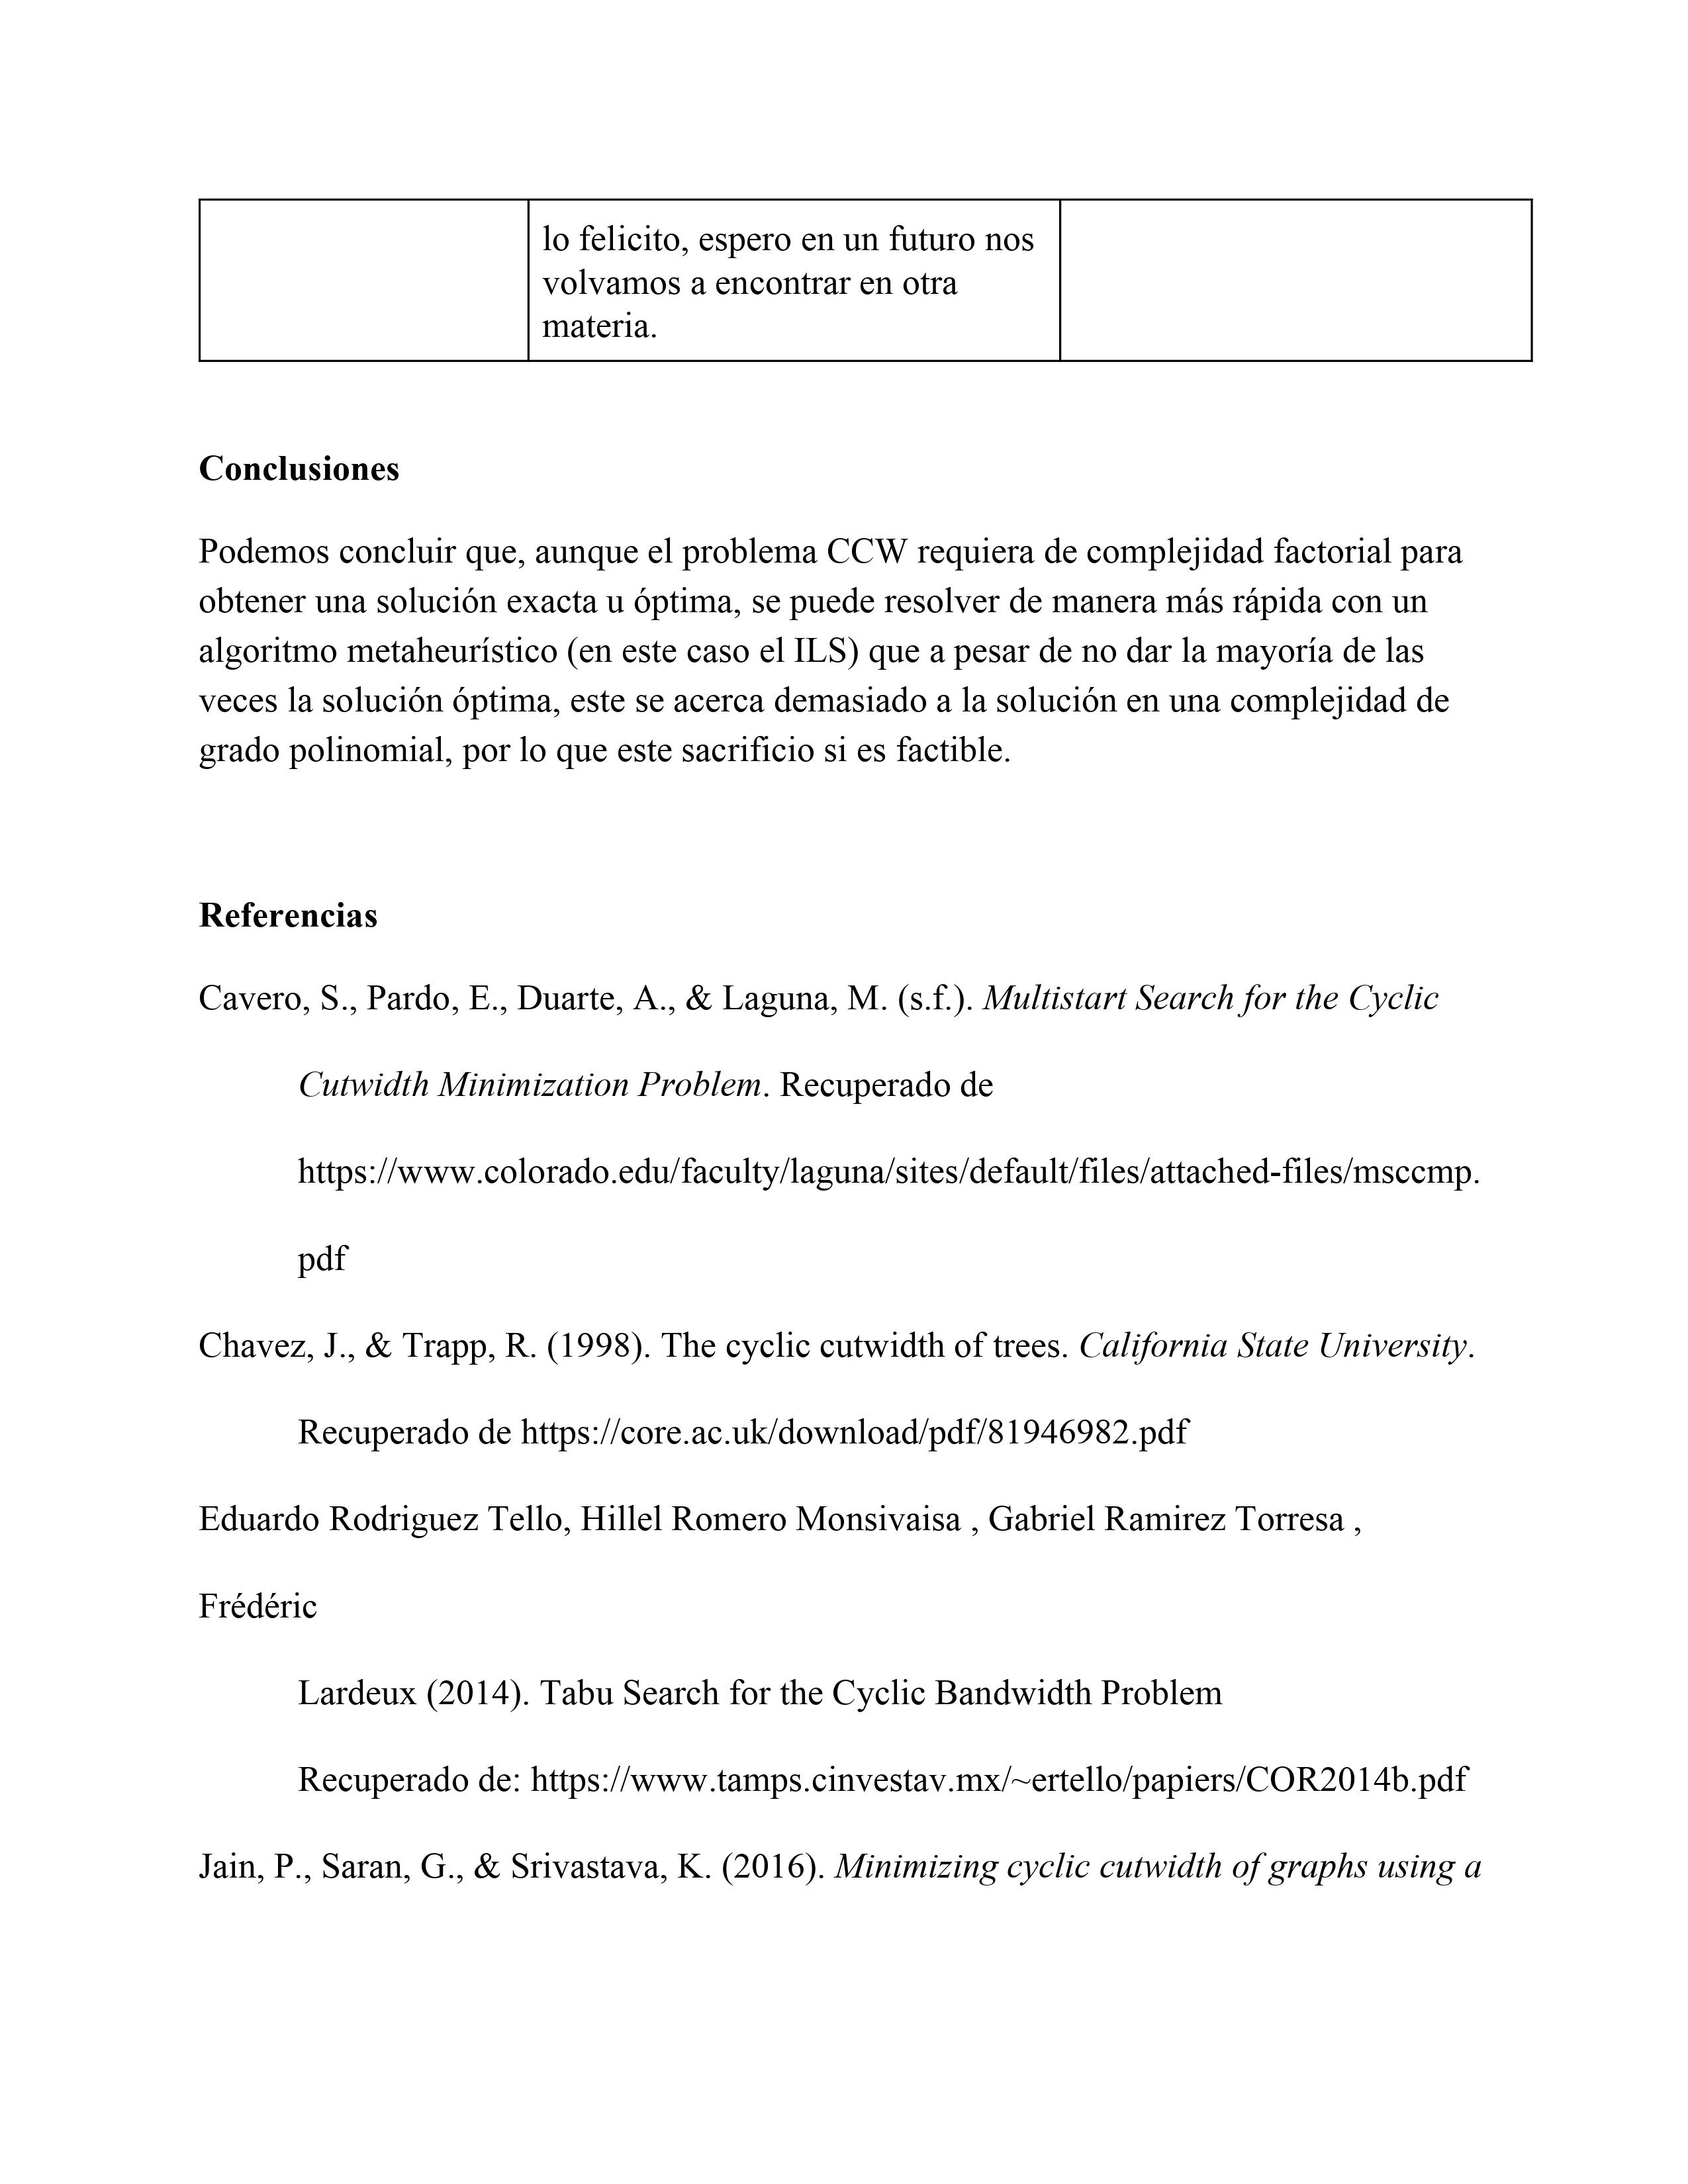 lo felicito, espero en un futuro nos
volvamos a encontrar en otra
materia.
Conclusiones
Podemos concluir que, aunque el problema CCW requiera de complejidad factorial para
obtener una solución exacta u óptima, se puede resolver de manera más rápida con un
algoritmo metaheurístico (en este caso el ILS) que a pesar de no dar la mayoría de las
veces la solución óptima, este se acerca demasiado a la solución en una complejidad de
grado polinomial, por lo que este sacrificio si es factible.
Referencias
Cavero, S., Pardo, E., Duarte, A., & Laguna, M. (s.f.). Multistart Search for the Cyclic
Cutwidth Minimization Problem. Recuperado de
https://www.colorado.edu/faculty/laguna/sites/default/files/attached-files/msccmp.
pdf
Chavez, J., & Trapp, R. (1998). The cyclic cutwidth of trees. California State University.
Recuperado de https://core.ac.uk/download/pdf/81946982.pdf
Eduardo Rodriguez Tello, Hillel Romero Monsivaisa , Gabriel Ramirez Torresa ,
Frédéric
Lardeux (2014). Tabu Search for the Cyclic Bandwidth Problem
Recuperado de: https://www.tamps.cinvestav.mx/~ertello/papiers/COR2014b.pdf
Jain, P., Saran, G., & Srivastava, K. (2016). Minimizing cyclic cutwidth of graphs using a